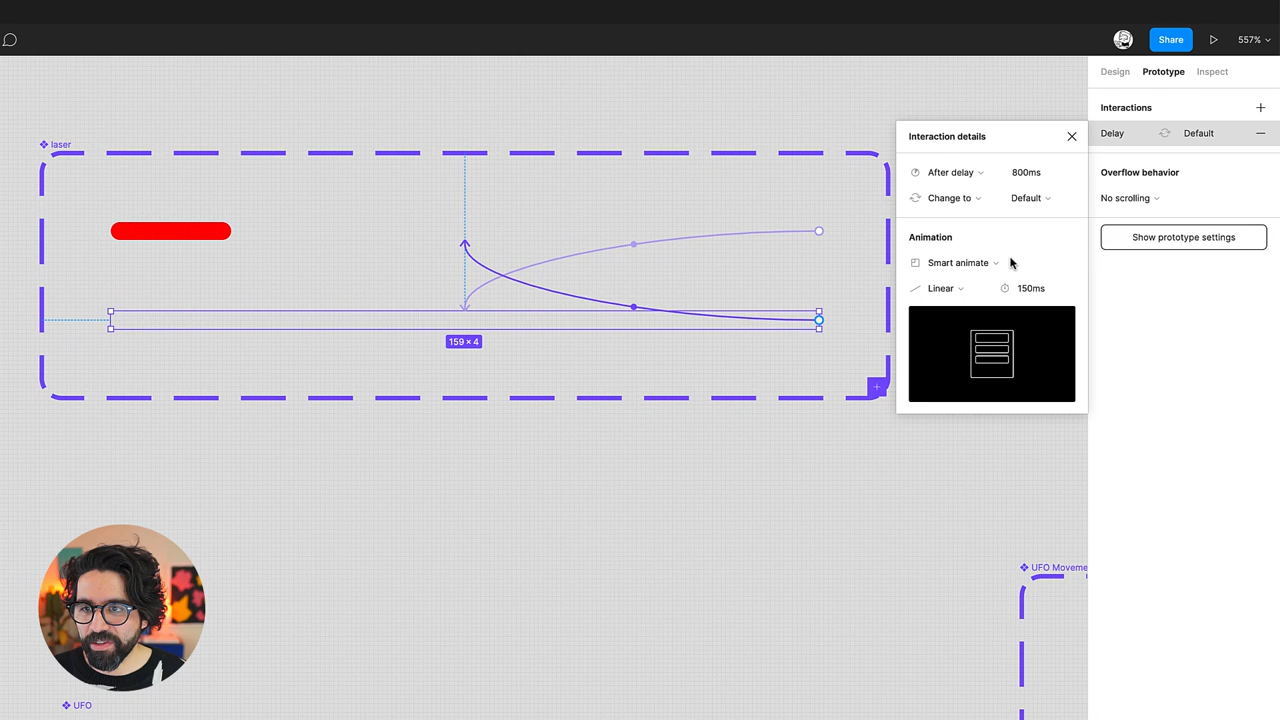 Share
557%
Design Prototype Inspect
Interactions
Delay Default
Overflow behavior
No scrolling
Show prototype settings
Interaction details
After delay 800ms
Change to Default
Animation
Smart animate
Linear 150ms
laser
159 × 4
UFO Moveme
UFO